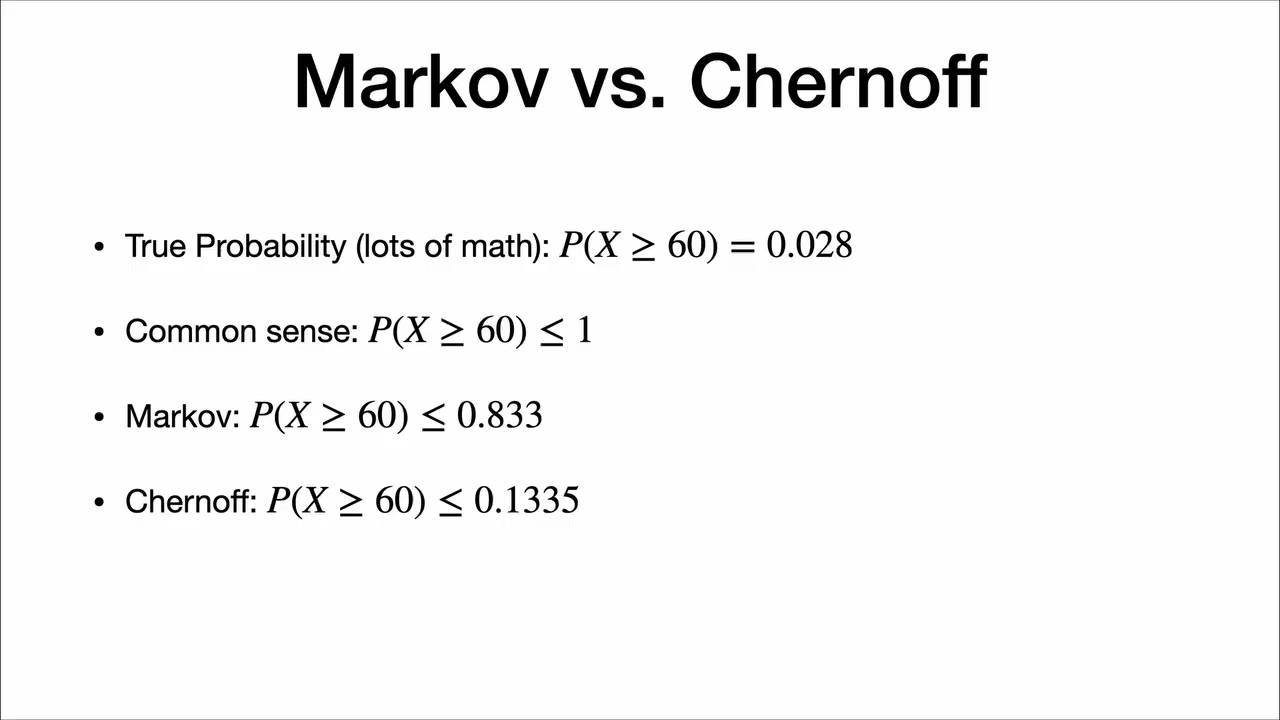 Markov vs. Chernoff
• True Probability (lots of math): P(X ≥ 60) = 0.028
• Common sense: P(X ≥ 60) ≤ 1
• Markov: P(X ≥ 60) ≤ 0.833
• Chernoff: P(X ≥ 60) ≤ 0.1335